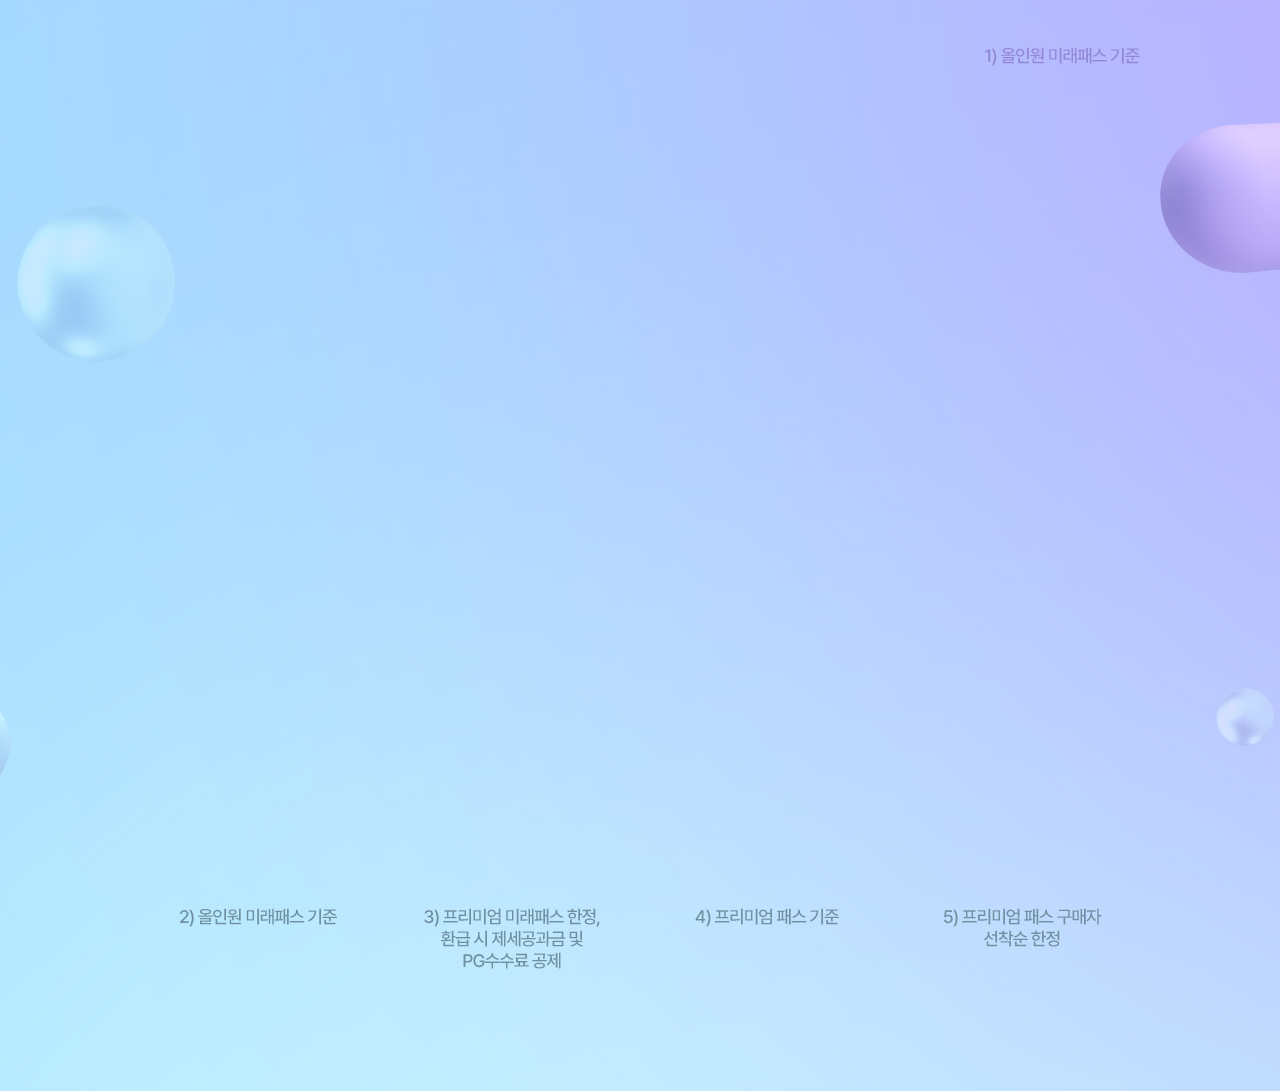 1) 올인원 미래패스 기준
2) 올인원 미래패스 기준
3) 프리미엄 미래패스 한정,
환급 시 제세공과금 및
PG수수료 공제
4) 프리미엄 패스 기준
5) 프리미엄 패스 구매자
선착순 한정